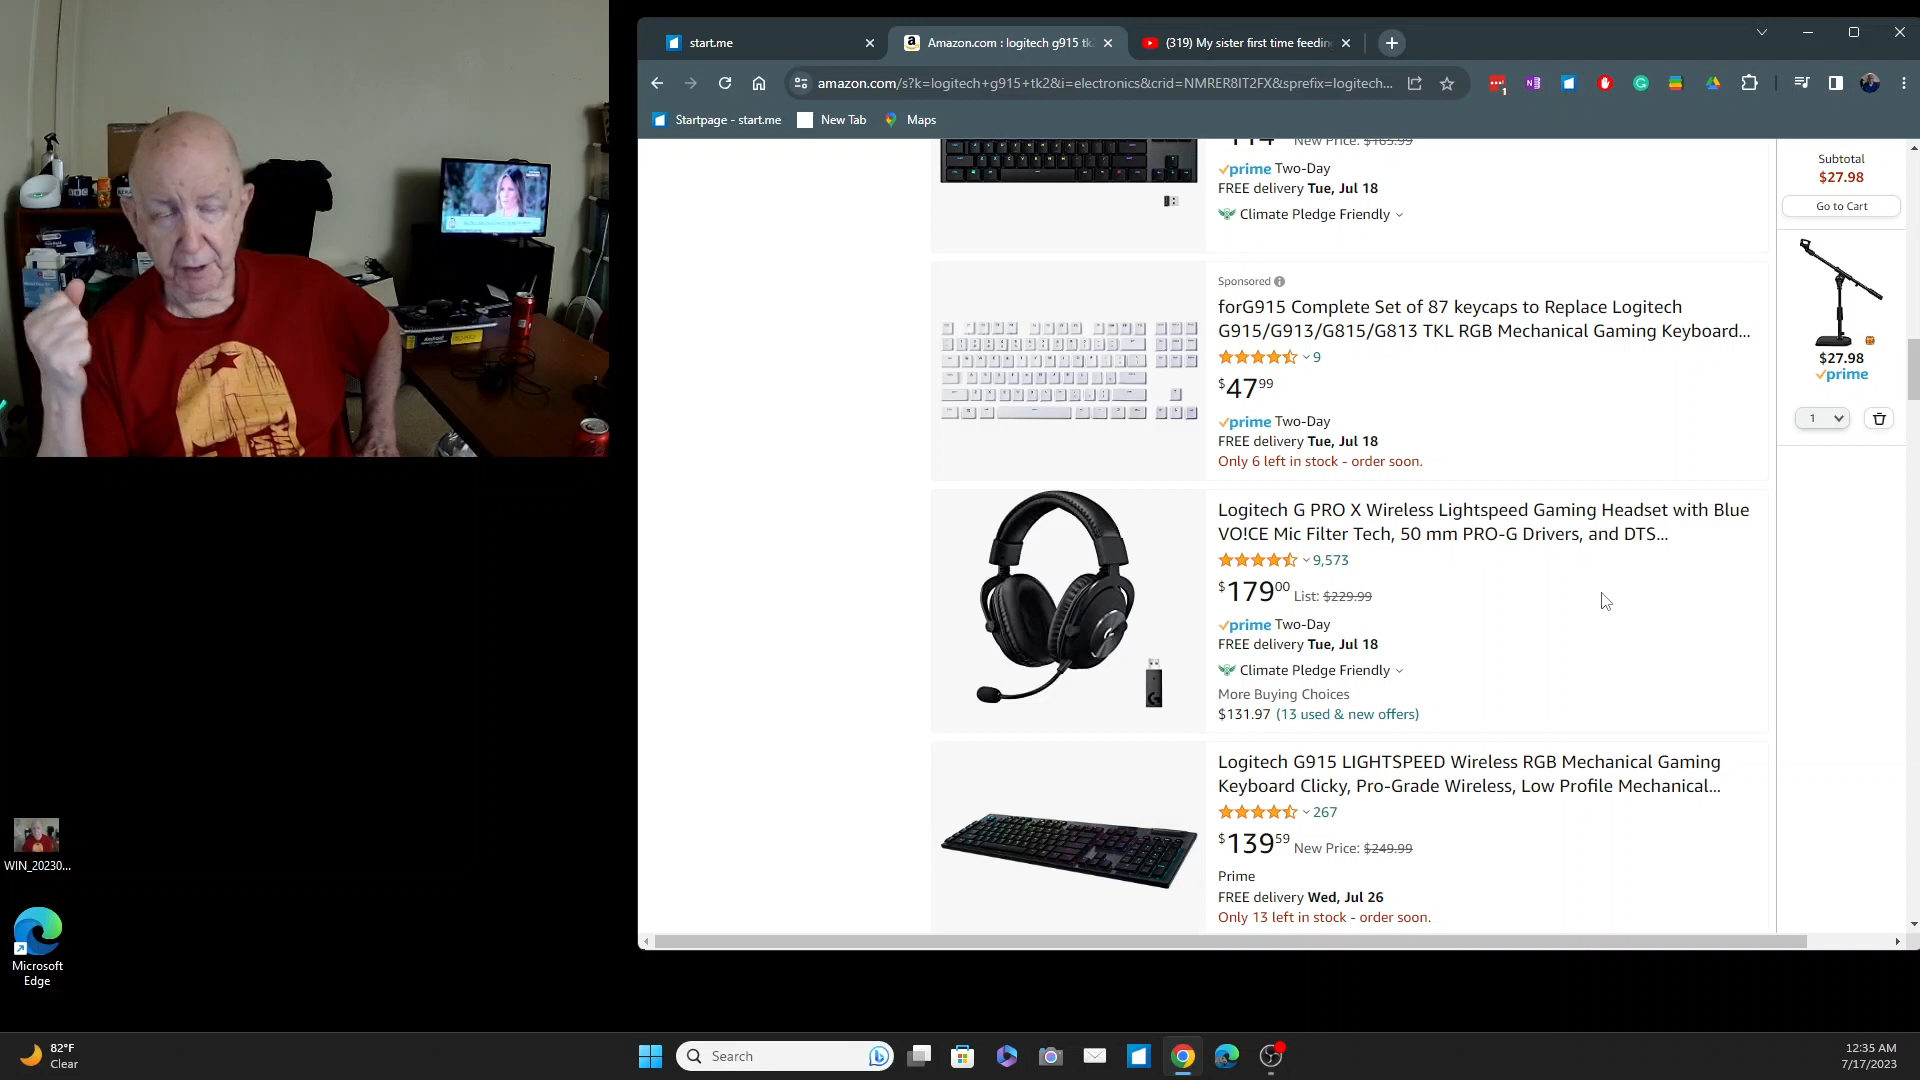 start.me
Amazon.com : logitech g915 tk
(319) My sister first time feedin
amazon.com/s?k=logitech+g915+tk2&i=electronics&crid=NMRER8IT2FX&sprefix=logitech...
1
Startpage - start.me
New Tab
Maps
New Price: $165.99
prime Two-Day
FREE delivery Tue, Jul 18
Climate Pledge Friendly
Sponsored
forG915 Complete Set of 87 keycaps to Replace Logitech
G915/G913/G815/G813 TKL RGB Mechanical Gaming Keyboard...
9
$47.99
prime Two-Day
FREE delivery Tue, Jul 18
Only 6 left in stock - order soon.
Logitech G PRO X Wireless Lightspeed Gaming Headset with Blue
VO!CE Mic Filter Tech, 50 mm PRO-G Drivers, and DTS...
9,573
$179.00 List: $229.99
prime Two-Day
FREE delivery Tue, Jul 18
Climate Pledge Friendly
More Buying Choices
$131.97 (13 used & new offers)
Logitech G915 LIGHTSPEED Wireless RGB Mechanical Gaming
Keyboard Clicky, Pro-Grade Wireless, Low Profile Mechanical...
267
$139.59 New Price: $249.99
Prime
FREE delivery Wed, Jul 26
Only 13 left in stock - order soon.
Subtotal
$27.98
Go to Cart
$27.98
prime
1
WIN_20230...
Microsoft
Edge
82°F
Clear
Search
12:35 AM
7/17/2023